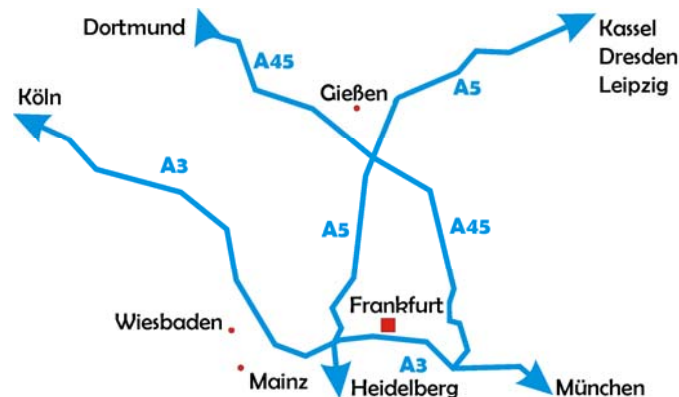 Dortmund
Kassel
Dresden
Leipzig
A45
A5
Gießen
Köln
A3
A5
A45
Frankfurt
Wiesbaden
A3
Mainz
Heidelberg
München